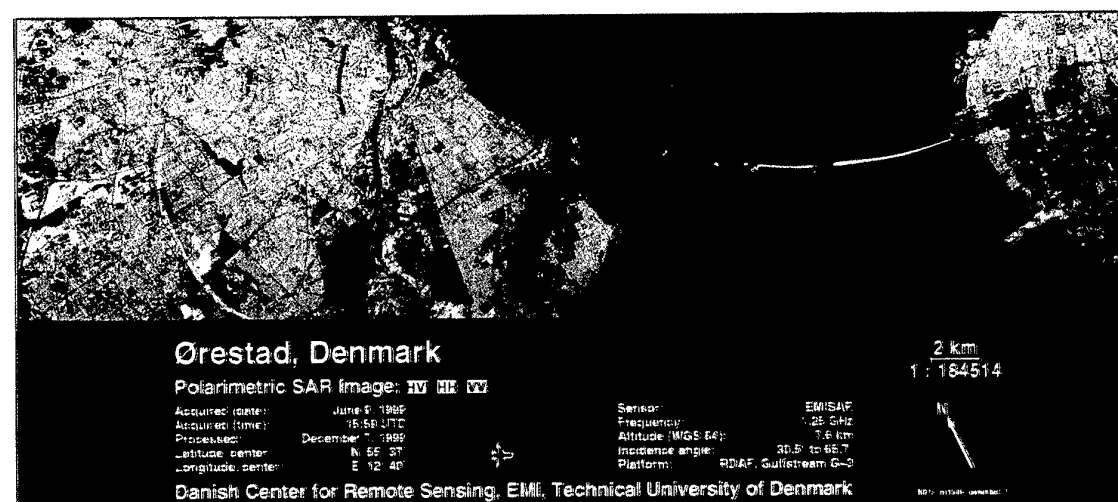 Ørestad, Denmark
Polarimetric SAR Image: HV HH VV
Acquired (date): June 9, 1999
Acquired (time): 15:59 UTC
Processed: December 7, 1999
Latitude, center: N 55° 37'
Longitude, center: E 12° 40'
Sensor: EMISAR
Frequency: 1.25 GHz
Altitude (WGS 84): 7.6 km
Incidence angle: 30.5° to 65.7°
Platform: RDAF, Gulfstream G-3
Danish Center for Remote Sensing, EMI, Technical University of Denmark
2 km
1 : 184514
N